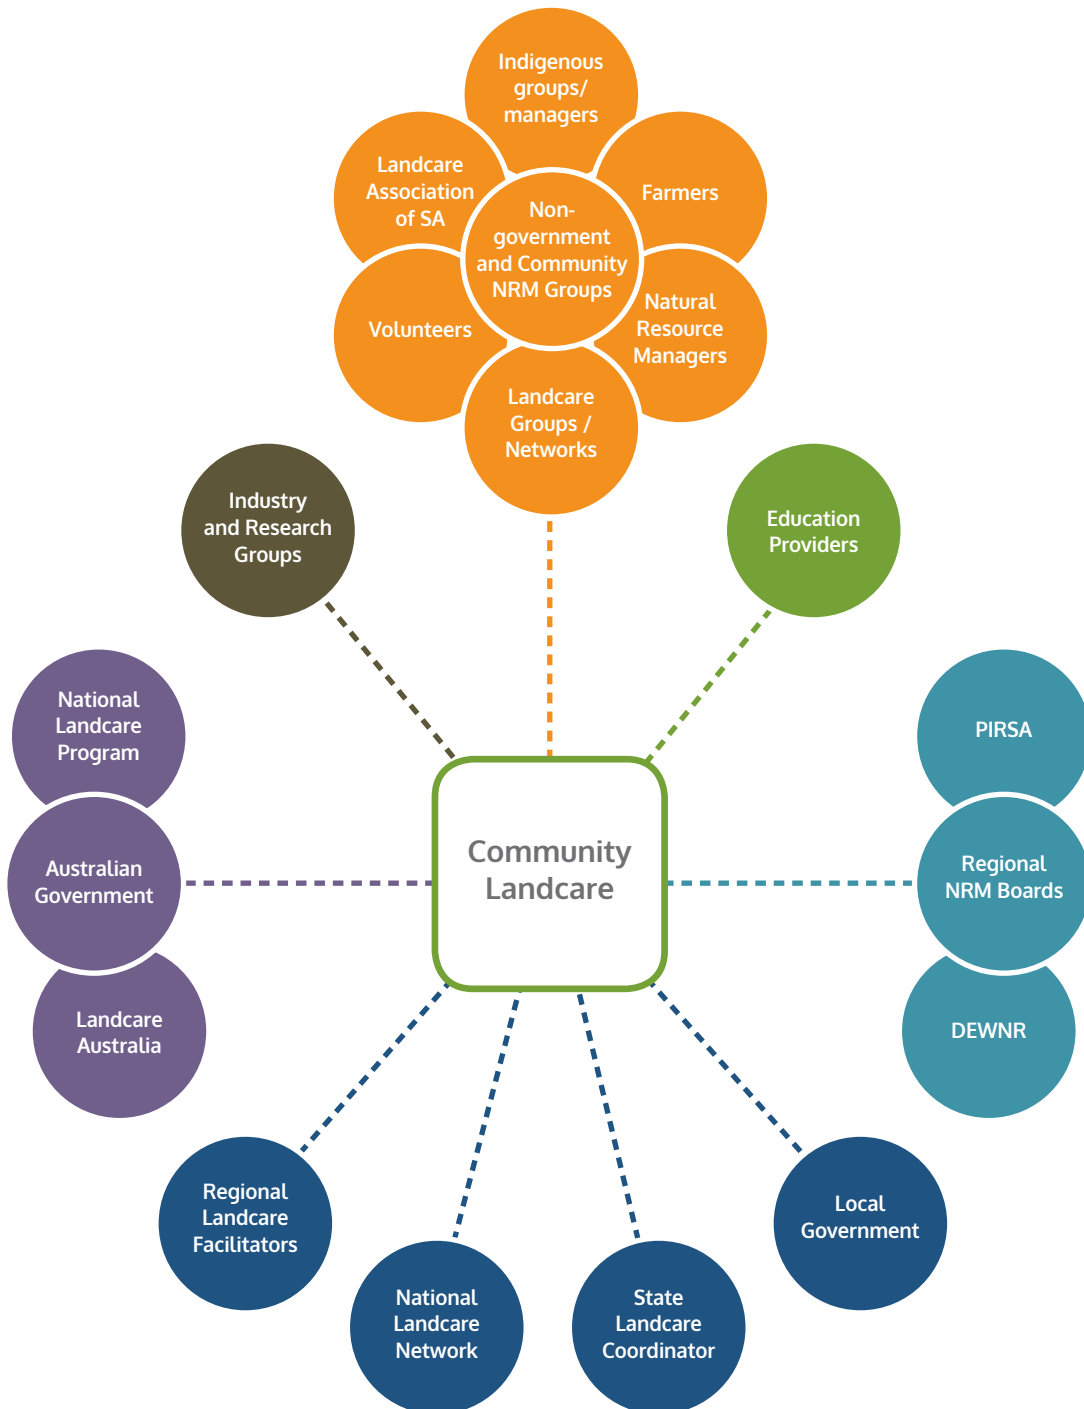 Indigenous
groups/
managers
Landcare
Association
of SA
Farmers
Non-
government
and Community
NRM Groups
Volunteers
Natural
Resource
Managers
Landcare
Groups /
Networks
Industry
and Research
Groups
Education
Providers
National
Landcare
Program
PIRSA
Australian
Government
Community
Landcare
Regional
NRM Boards
Landcare
Australia
DEWNR
Regional
Landcare
Facilitators
Local
Government
National
Landcare
Network
State
Landcare
Coordinator